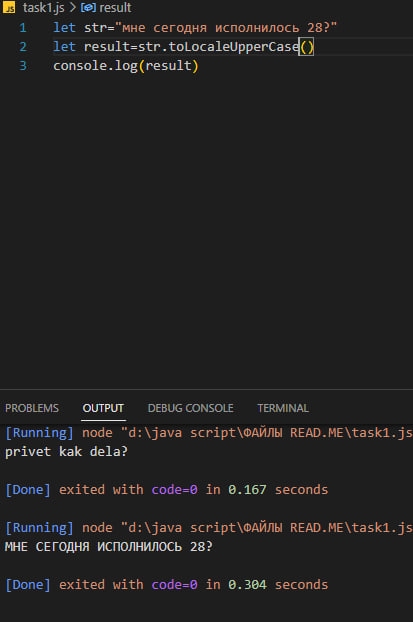 JS task1.js > result
1 let str="мне сегодня исполнилось 28?"
2 let result=str.toLocaleUpperCase()
3 console.log(result)
PROBLEMS OUTPUT DEBUG CONSOLE TERMINAL
[Running] node "d:\java script\ФАЙЛЫ READ.ME\task1.js
privet kak dela?
[Done] exited with code=0 in 0.167 seconds
[Running] node "d:\java script\ФАЙЛЫ READ.ME\task1.js
МНЕ СЕГОДНЯ ИСПОЛНИЛОСЬ 28?
[Done] exited with code=0 in 0.304 seconds